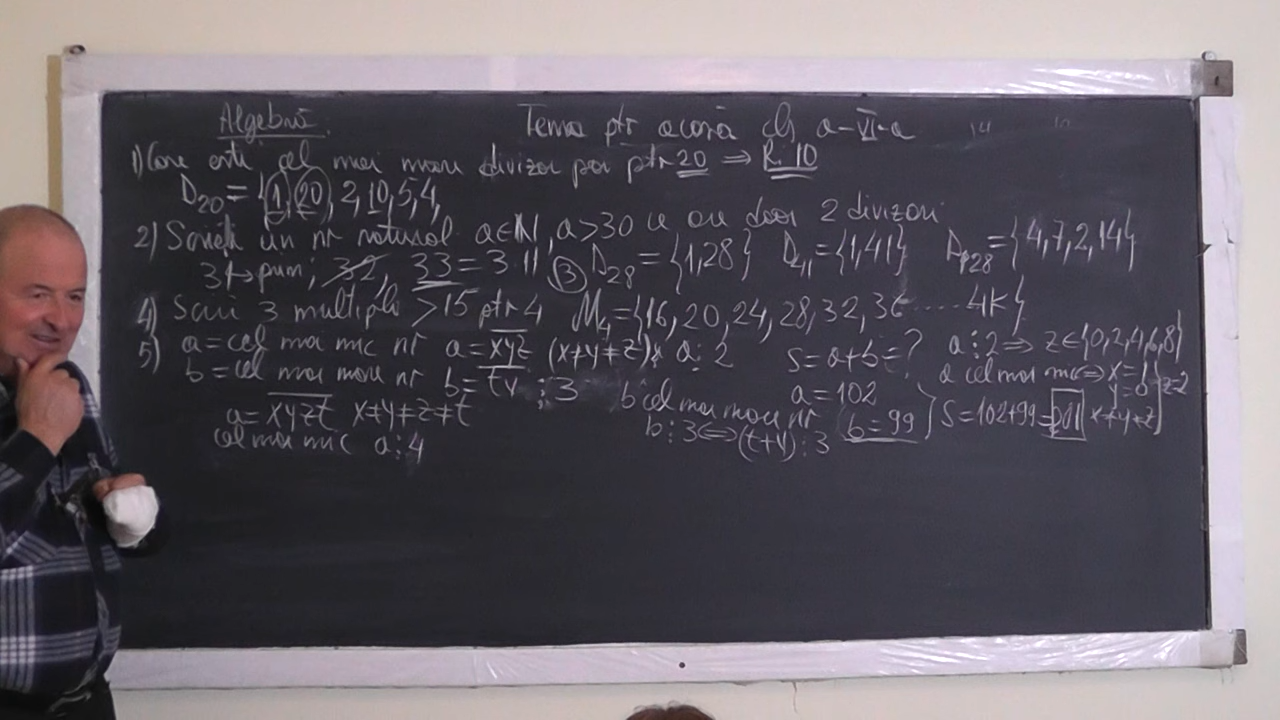 Algebră. Tema ptr acasă cls a-VI-a
1) Care este cel mai mare divizor par ptr 20 ⇒ R. 10
D20 = {1, 20, 2, 10, 5, 4,
2) Scrieți un nr natural a∈N, a>30 ce are doar 2 divizori
31→prim; 32, 33=3·11 ③ D28 = {1,28} D41 = {1,41} = {4,7,2,14}
4) Scrii 3 multiplii >15 ptr 4 M4={16, 20, 24, 28, 32, 36 ..... 4K}
5) a = cel mai mic nr a = xyz (x≠y≠z) a⋮2 S = a+b = ? a⋮2 ⇒ z∈{0,2,4,6,8}
b = cel mai mare nr b = ty ⋮3 a = 102 a cel mai mic ⇔ x=1 y=0 z=2
b cel mai mare nr b = 99 S = 102+99=201 x≠y≠z
b⋮3 ⇔ (t+y)⋮3
a = xyzt x≠y≠z≠t
cel mai mic a⋮4